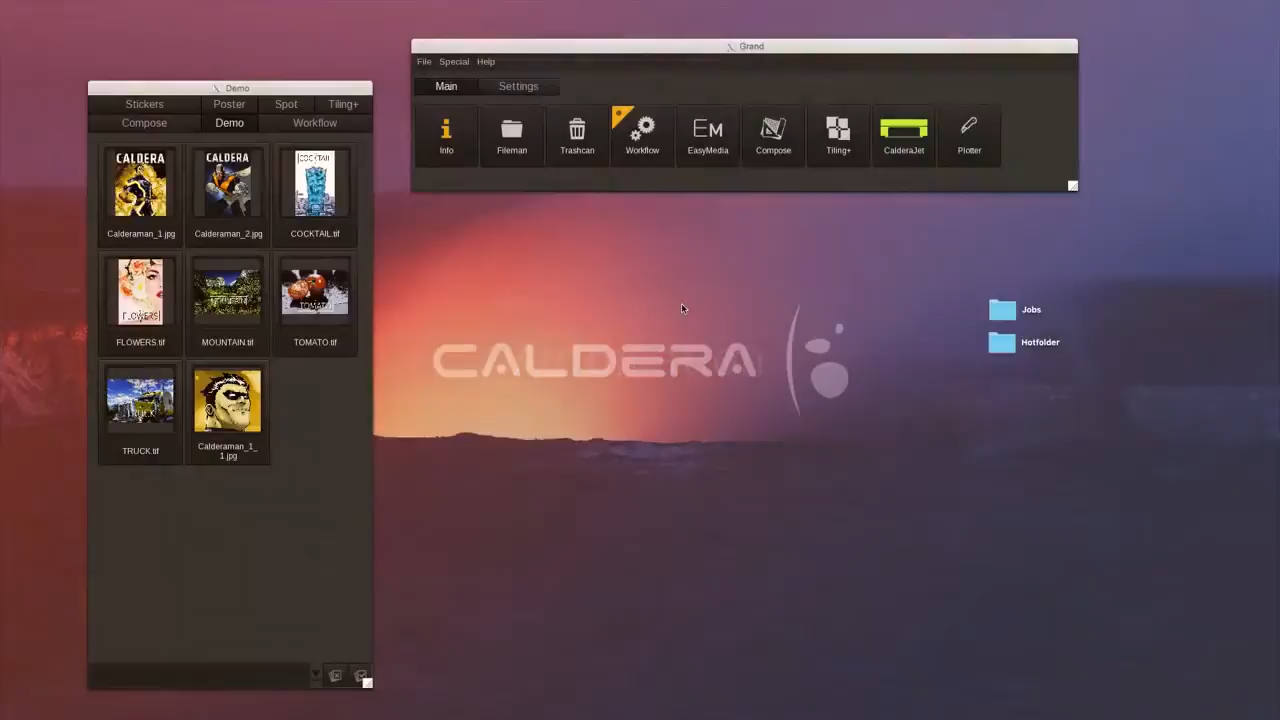 Grand
File Special Help
Main Settings
Info Fileman Trashcan Workflow EasyMedia Compose Tiling+ CalderaJet Plotter
EM
Demo
Stickers Poster Spot Tiling+
Compose Demo Workflow
CALDERA CALDERA COCKTAIL
Calderaman_1.jpg Calderaman_2.jpg COCKTAIL.tif
FLOWERS MOUNTAIN TOMATO
FLOWERS.tif MOUNTAIN.tif TOMATO.tif
TRUCK
TRUCK.tif Calderaman_1_
1.jpg
CALDERA
Jobs
Hotfolder